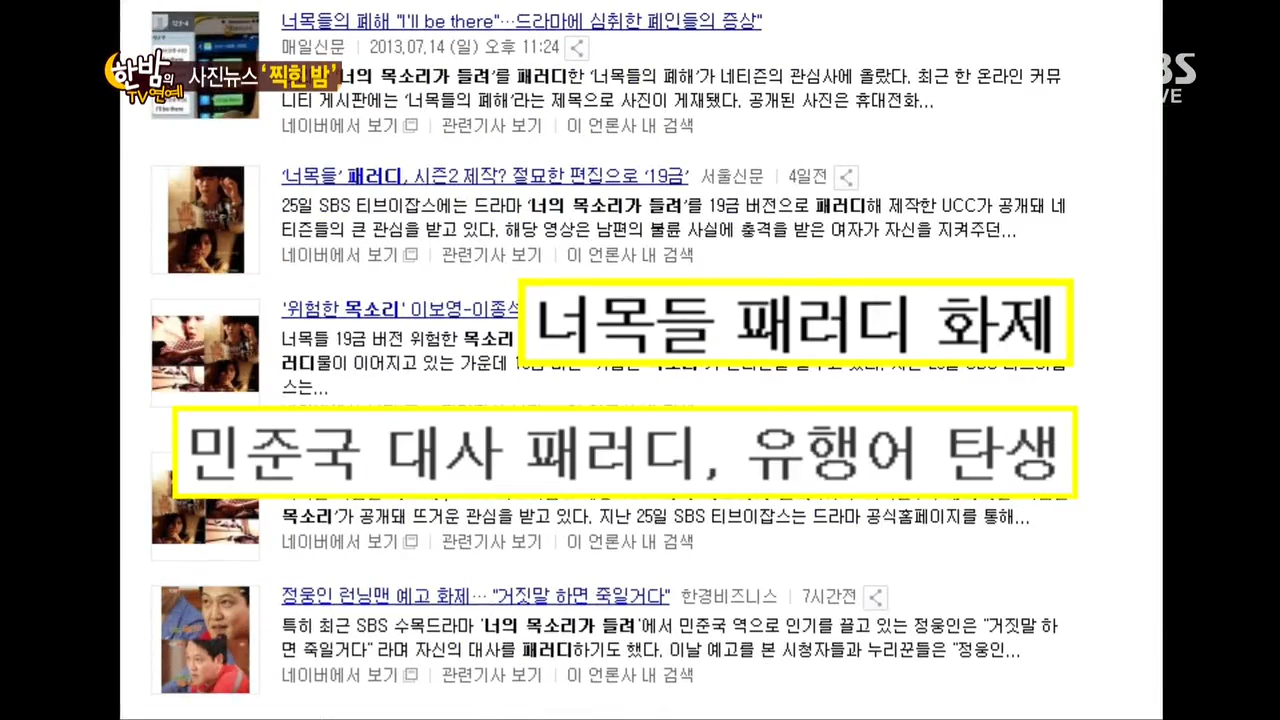 너목들의 폐해 "I'll be there"…드라마에 심취한 폐인들의 증상"
매일신문 | 2013.07.14 (일) 오후 11:24
한밤의
TV연예
사진뉴스 '찍힌 밤'
SBS
LIVE
너의 목소리가 들려'를 패러디한 '너목들의 폐해'가 네티즌의 관심사에 올랐다. 최근 한 온라인 커뮤
니티 게시판에는 '너목들의 폐해'라는 제목으로 사진이 게재됐다. 공개된 사진은 휴대전화...
네이버에서 보기 | 관련기사 보기 | 이 언론사 내 검색
'너목들' 패러디, 시즌2 제작? 절묘한 편집으로 '19금' 서울신문 | 4일전
25일 SBS 티브이잡스에는 드라마 '너의 목소리가 들려'를 19금 버전으로 패러디해 제작한 UCC가 공개돼 네
티즌들의 큰 관심을 받고 있다. 해당 영상은 남편의 불륜 사실에 충격을 받은 여자가 자신을 지켜주던...
네이버에서 보기 | 관련기사 보기 | 이 언론사 내 검색
'위험한 목소리' 이보영-이종석
너목들 패러디 화제
너목들 19금 버전 위험한 목소리
러디물이 이어지고 있는 가운데
스는...
민준국 대사 패러디, 유행어 탄생
목소리'가 공개돼 뜨거운 관심을 받고 있다. 지난 25일 SBS 티브이잡스는 드라마 공식홈페이지를 통해...
네이버에서 보기 | 관련기사 보기 | 이 언론사 내 검색
정웅인 런닝맨 예고 화제… "거짓말 하면 죽일거다" 한경비즈니스 | 7시간전
특히 최근 SBS 수목드라마 '너의 목소리가 들려'에서 민준국 역으로 인기를 끌고 있는 정웅인은 "거짓말 하
면 죽일거다" 라며 자신의 대사를 패러디하기도 했다. 이날 예고를 본 시청자들과 누리꾼들은 "정웅인...
네이버에서 보기 | 관련기사 보기 | 이 언론사 내 검색